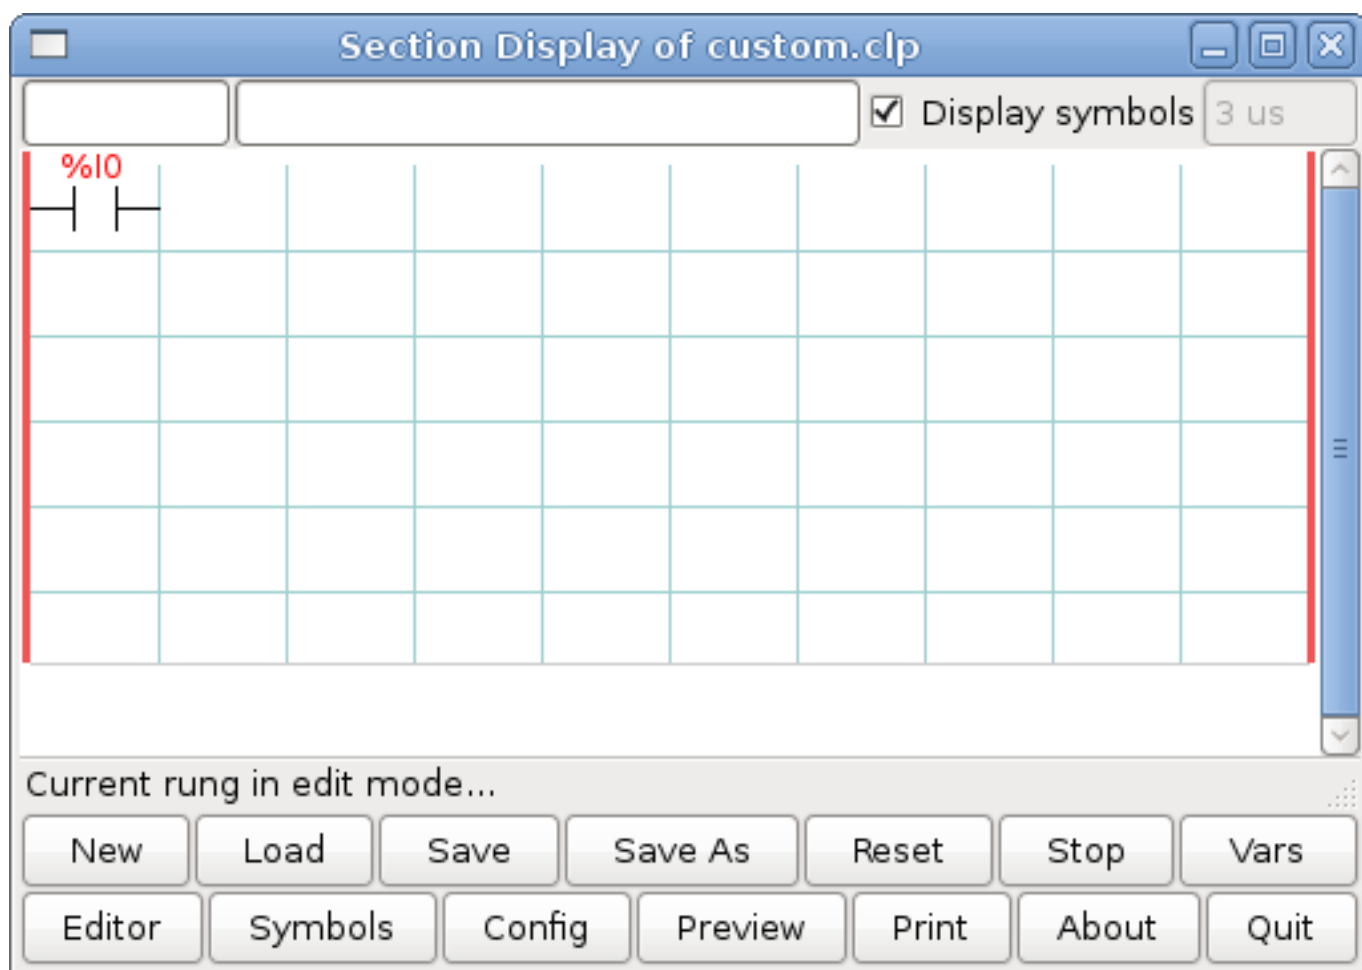 Section Display of custom.clp
Display symbols 3 us
%I0
Current rung in edit mode...
New Load Save Save As Reset Stop Vars
Editor Symbols Config Preview Print About Quit